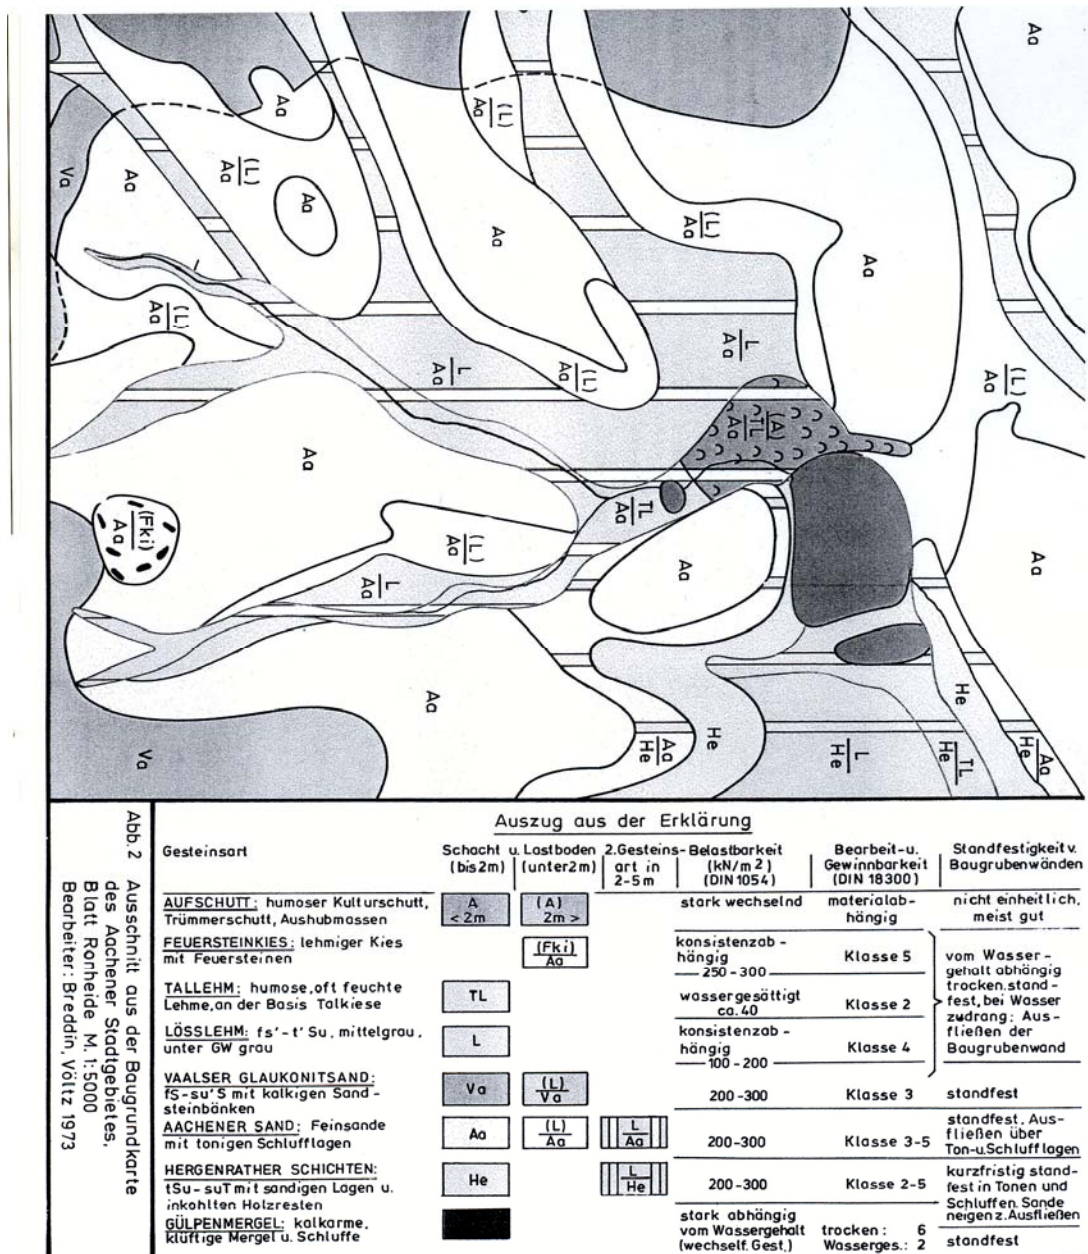 Aa
Aa
(L)
Aa
Aa
(L)
Aa
Va
Aa
Aa
Aa
(L)
Aa
Aa
(L)
Aa
L
Aa
L
Aa
(L)
Aa
(L)
Aa
(A)
TL
Aa
Aa
(Fki)
Aa
(L)
Aa
TL
Aa
L
Aa
Aa
Aa
Aa
He
He
Va
Aa
He
L
He
TL
He
Aa
He
Abb. 2 Ausschnitt aus der Baugrundkarte
des Aachener Stadtgebietes,
Blatt Ronheide M. 1:5000
Bearbeiter: Breddin, Voltz 1973
Auszug aus der Erklärung
Gesteinsart Schacht u. Lastboden 2.Gesteins- Belastbarkeit Bearbeit-u. Standfestigkeit v.
(bis2m) (unter2m) art in (kN/m²) Gewinnbarkeit Baugrubenwänden
2-5m (DIN 1054) (DIN 18300)
AUFSCHUTT: humoser Kulturschutt, A (A) stark wechselnd materialab- nicht einheitlich,
Trümmerschutt, Aushubmassen < 2m 2m > hängig meist gut
FEUERSTEINKIES: lehmiger Kies (Fki) konsistenzab-
mit Feuersteinen Aa hängig Klasse 5 vom Wasser-
250-300 gehalt abhängig
TALLEHM: humose, oft feuchte TL wassergesättigt Klasse 2 trocken.stand-
Lehme, an der Basis Talkiese ca. 40 fest, bei Wasser
zudrang: Aus-
LÖSSLEHM: fs'-t'Su, mittelgrau, L konsistenzab- fließen der
unter GW grau hängig Klasse 4 Baugrubenwand
100-200
VAALSER GLAUKONITSAND: Va (L)
fS-su'S mit kalkigen Sand- Va 200-300 Klasse 3 standfest
steinbänken
AACHENER SAND: Feinsande Aa (L) L standfest. Aus-
mit tonigen Schlufflagen Aa Aa 200-300 Klasse 3-5 fließen über
Ton-u.Schlufflagen
HERGENRATHER SCHICHTEN: He L kurzfristig stand-
tSu-suT mit sandigen Lagen u. He 200-300 Klasse 2-5 fest in Tonen und
inkohlten Holzresten Schluffen. Sande
neigen z. Ausfließen
GÜLPENMERGEL: kalkarme, stark abhängig
klüftige Mergel u. Schluffe vom Wassergehalt trocken: 6
(wechself. Gest.) Wasserges.: 2 standfest